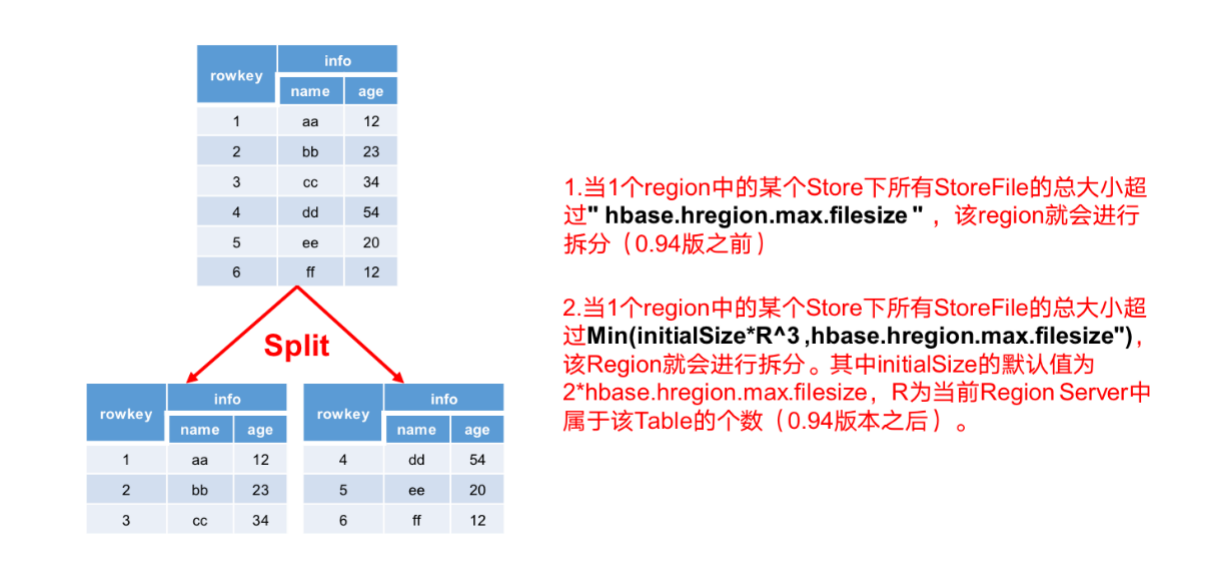 info
rowkey
name age
1 aa 12
2 bb 23
3 cc 34
4 dd 54
5 ee 20
6 ff 12
Split
info
rowkey
name age
1 aa 12
2 bb 23
3 cc 34
info
rowkey
name age
4 dd 54
5 ee 20
6 ff 12
1.当1个region中的某个Store下所有StoreFile的总大小超
过" hbase.hregion.max.filesize "，该region就会进行
拆分（0.94版之前）
2.当1个region中的某个Store下所有StoreFile的总大小超
过Min(initialSize*R^3 ,hbase.hregion.max.filesize"),
该Region就会进行拆分。其中initialSize的默认值为
2*hbase.hregion.max.filesize，R为当前Region Server中
属于该Table的个数（0.94版本之后）。